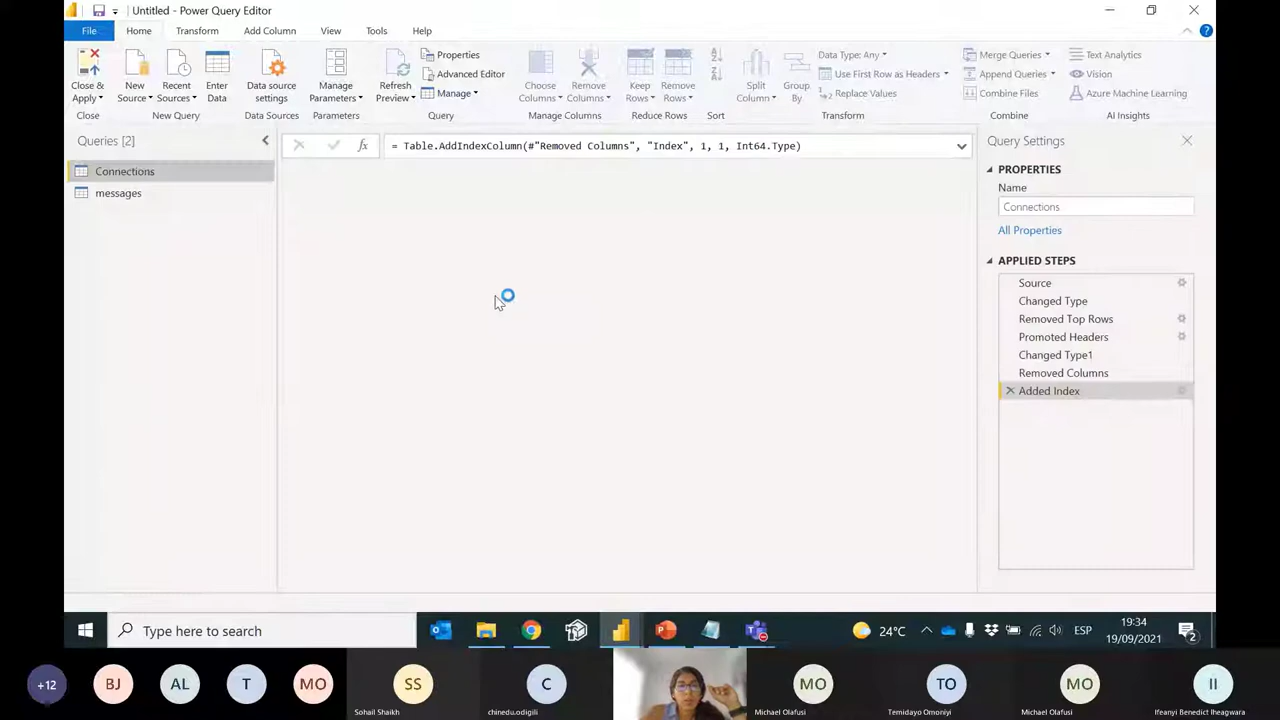 Untitled - Power Query Editor
File
Home
Transform
Add Column
View
Tools
Help
Close &
Apply
Close
New
Source
Recent
Sources
Enter
Data
New Query
Data source
settings
Data Sources
Manage
Parameters
Parameters
Refresh
Preview
Properties
Advanced Editor
Manage
Query
Choose
Columns
Remove
Columns
Manage Columns
Keep
Rows
Remove
Rows
Reduce Rows
Sort
Split
Column
Group
By
Data Type: Any
Use First Row as Headers
Replace Values
Transform
Merge Queries
Append Queries
Combine Files
Combine
Text Analytics
Vision
Azure Machine Learning
AI Insights
Queries [2]
Connections
messages
= Table.AddIndexColumn(#"Removed Columns", "Index", 1, 1, Int64.Type)
Query Settings
PROPERTIES
Name
Connections
All Properties
APPLIED STEPS
Source
Changed Type
Removed Top Rows
Promoted Headers
Changed Type1
Removed Columns
Added Index
Type here to search
24°C
ESP
19:34
19/09/2021
2
+12
BJ
AL
T
MO
SS
Sohail Shaikh
C
chinedu.odigili
MO
Michael Olafusi
TO
Temidayo Omoniyi
MO
Michael Olafusi
II
Ifeanyi Benedict Iheagwara